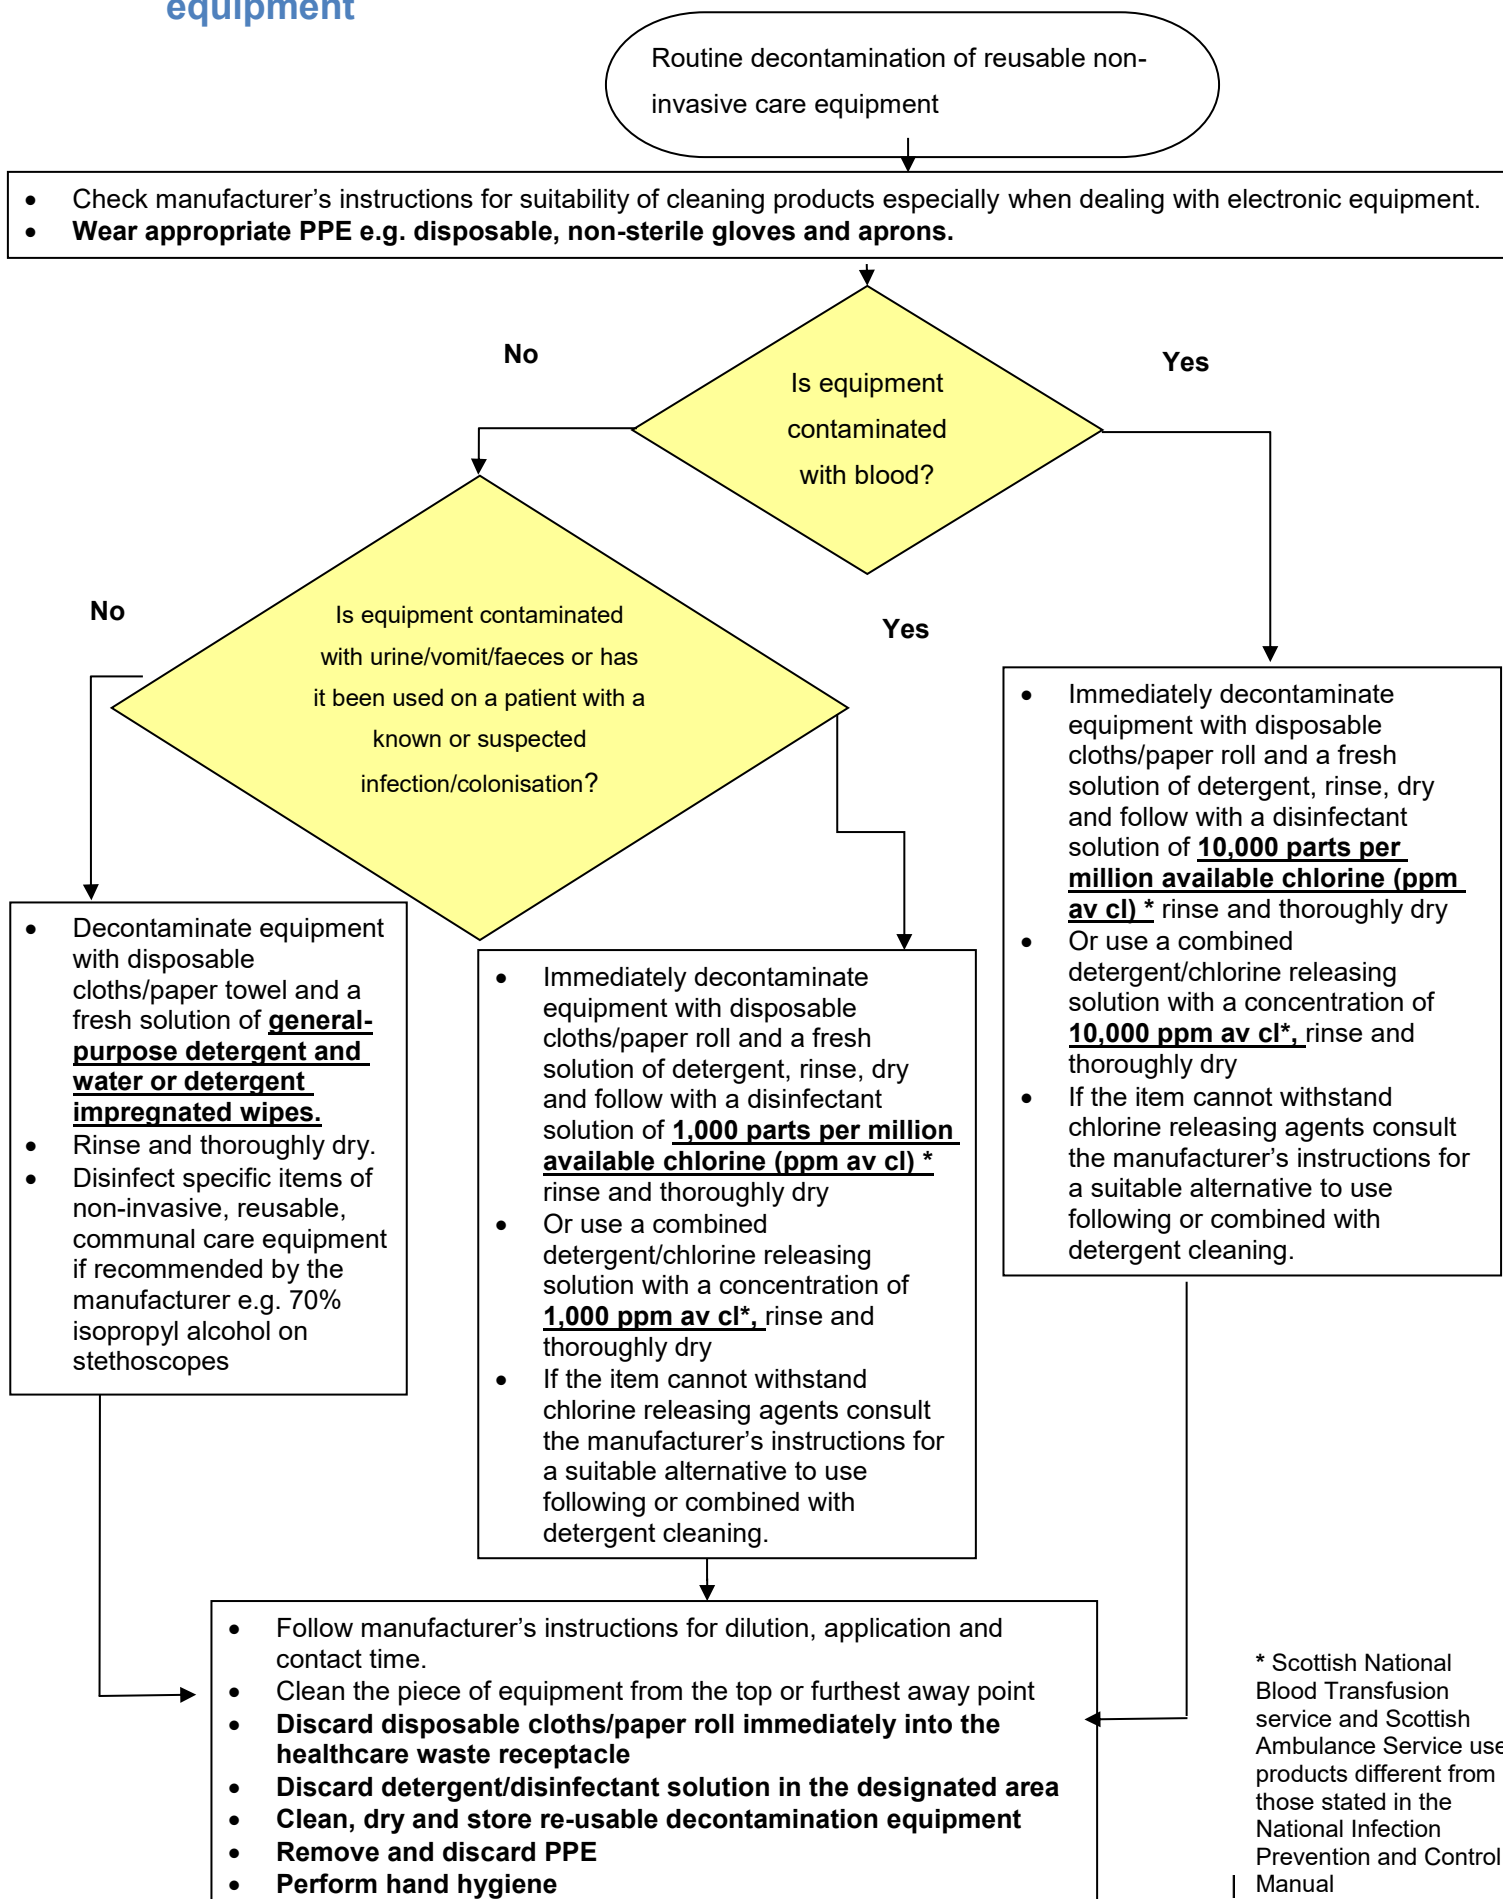 equipment
Routine decontamination of reusable non-
invasive care equipment
• Check manufacturer’s instructions for suitability of cleaning products especially when dealing with electronic equipment.
• Wear appropriate PPE e.g. disposable, non-sterile gloves and aprons.
No
Yes
Is equipment
contaminated
with blood?
No
Yes
Is equipment contaminated
with urine/vomit/faeces or has
it been used on a patient with a
known or suspected
infection/colonisation?
• Decontaminate equipment
with disposable
cloths/paper towel and a
fresh solution of general-
purpose detergent and
water or detergent
impregnated wipes.
• Rinse and thoroughly dry.
• Disinfect specific items of
non-invasive, reusable,
communal care equipment
if recommended by the
manufacturer e.g. 70%
isopropyl alcohol on
stethoscopes
• Immediately decontaminate
equipment with disposable
cloths/paper roll and a fresh
solution of detergent, rinse, dry
and follow with a disinfectant
solution of 1,000 parts per million
available chlorine (ppm av cl) *
rinse and thoroughly dry
• Or use a combined
detergent/chlorine releasing
solution with a concentration of
1,000 ppm av cl*, rinse and
thoroughly dry
• If the item cannot withstand
chlorine releasing agents consult
the manufacturer’s instructions for
a suitable alternative to use
following or combined with
detergent cleaning.
• Immediately decontaminate
equipment with disposable
cloths/paper roll and a fresh
solution of detergent, rinse, dry
and follow with a disinfectant
solution of 10,000 parts per
million available chlorine (ppm
av cl) * rinse and thoroughly dry
• Or use a combined
detergent/chlorine releasing
solution with a concentration of
10,000 ppm av cl*, rinse and
thoroughly dry
• If the item cannot withstand
chlorine releasing agents consult
the manufacturer’s instructions for
a suitable alternative to use
following or combined with
detergent cleaning.
• Follow manufacturer’s instructions for dilution, application and
contact time.
• Clean the piece of equipment from the top or furthest away point
• Discard disposable cloths/paper roll immediately into the
healthcare waste receptacle
• Discard detergent/disinfectant solution in the designated area
• Clean, dry and store re-usable decontamination equipment
• Remove and discard PPE
• Perform hand hygiene
* Scottish National
Blood Transfusion
service and Scottish
Ambulance Service use
products different from
those stated in the
National Infection
Prevention and Control
Manual